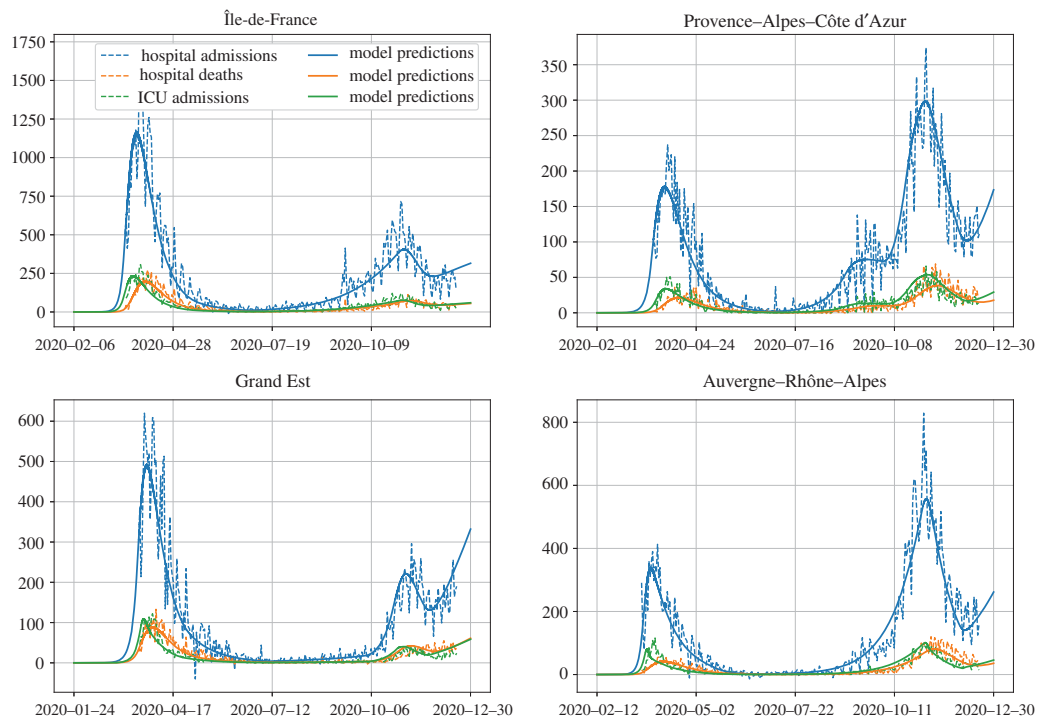 Île-de-France
1750
1500
1250
1000
750
500
250
0
hospital admissions
hospital deaths
ICU admissions
model predictions
model predictions
model predictions
2020–02–06 2020–04–28 2020–07–19 2020–10–09
Provence–Alpes–Côte d′Azur
350
300
250
200
150
100
50
0
2020–02–01 2020–04–24 2020–07–16 2020–10–08 2020–12–30
Grand Est
600
500
400
300
200
100
0
2020–01–24 2020–04–17 2020–07–12 2020–10–06 2020–12–30
Auvergne–Rhône–Alpes
800
600
400
200
0
2020–02–12 2020–05–02 2020–07–22 2020–10–11 2020–12–30